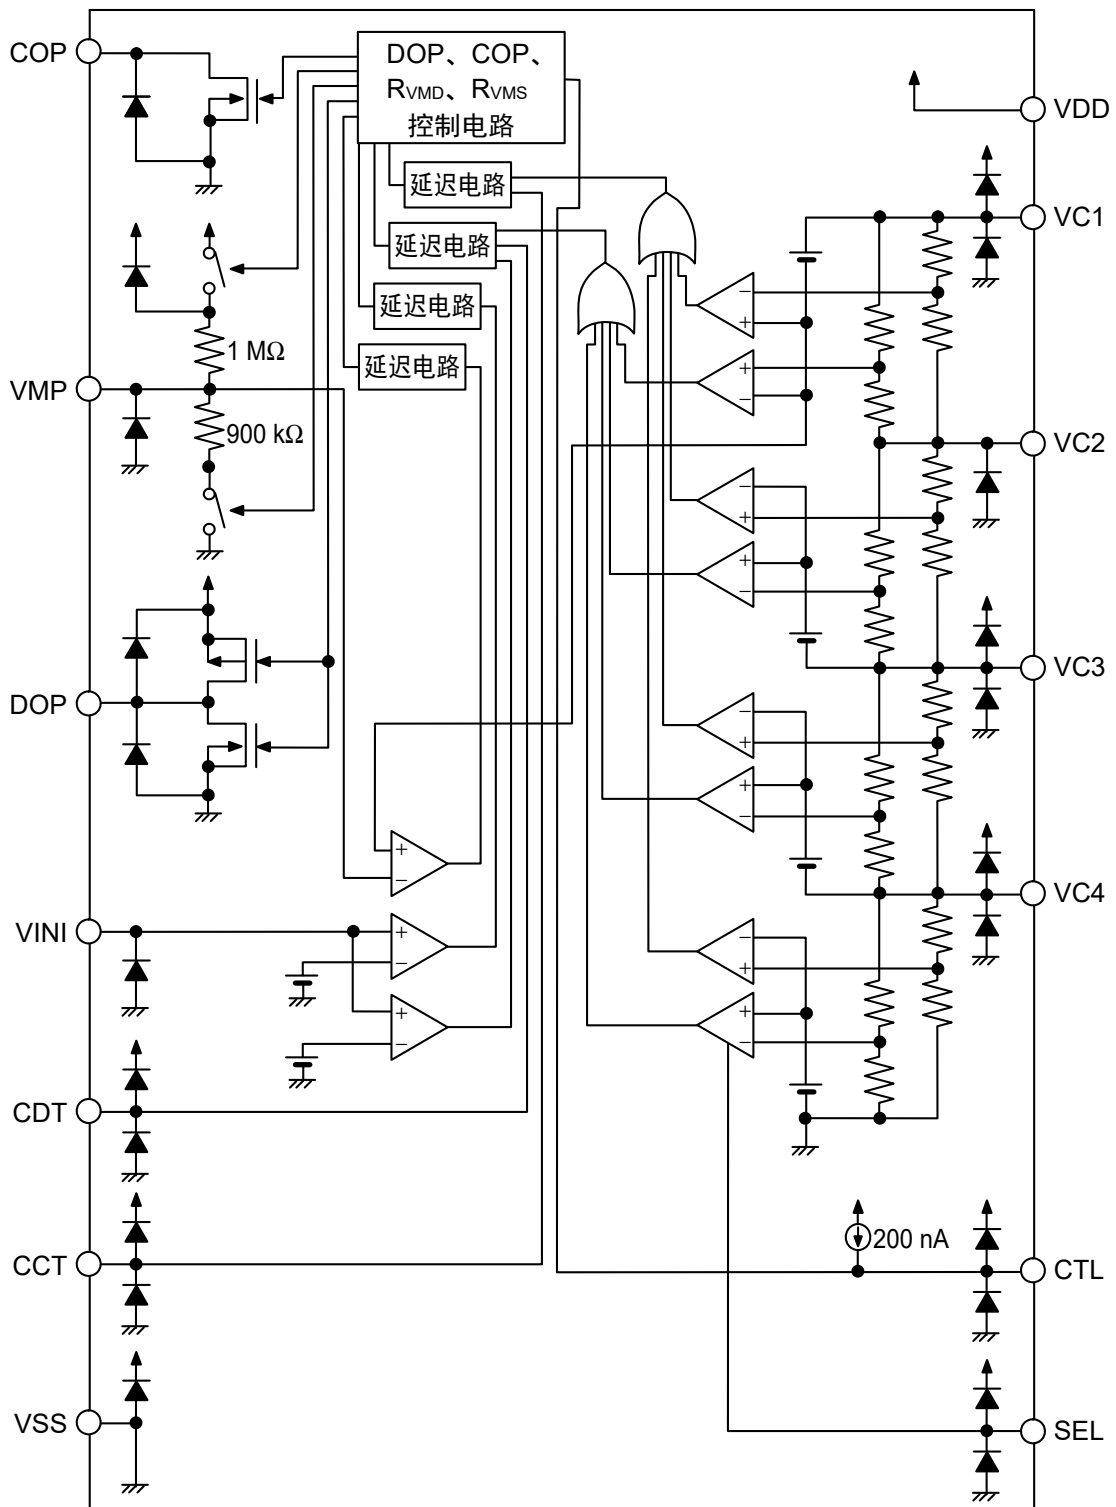 COP
DOP、COP、
RVMD、RVMS
控制电路
VDD
延迟电路
VC1
延迟电路
延迟电路
1 MΩ
延迟电路
VMP
900 kΩ
VC2
DOP
VC3
VC4
VINI
CDT
CCT
200 nA
CTL
VSS
SEL
−
+
+
−
−
+
+
−
−
+
+
−
−
+
+
−
+
−
+
−
+
−